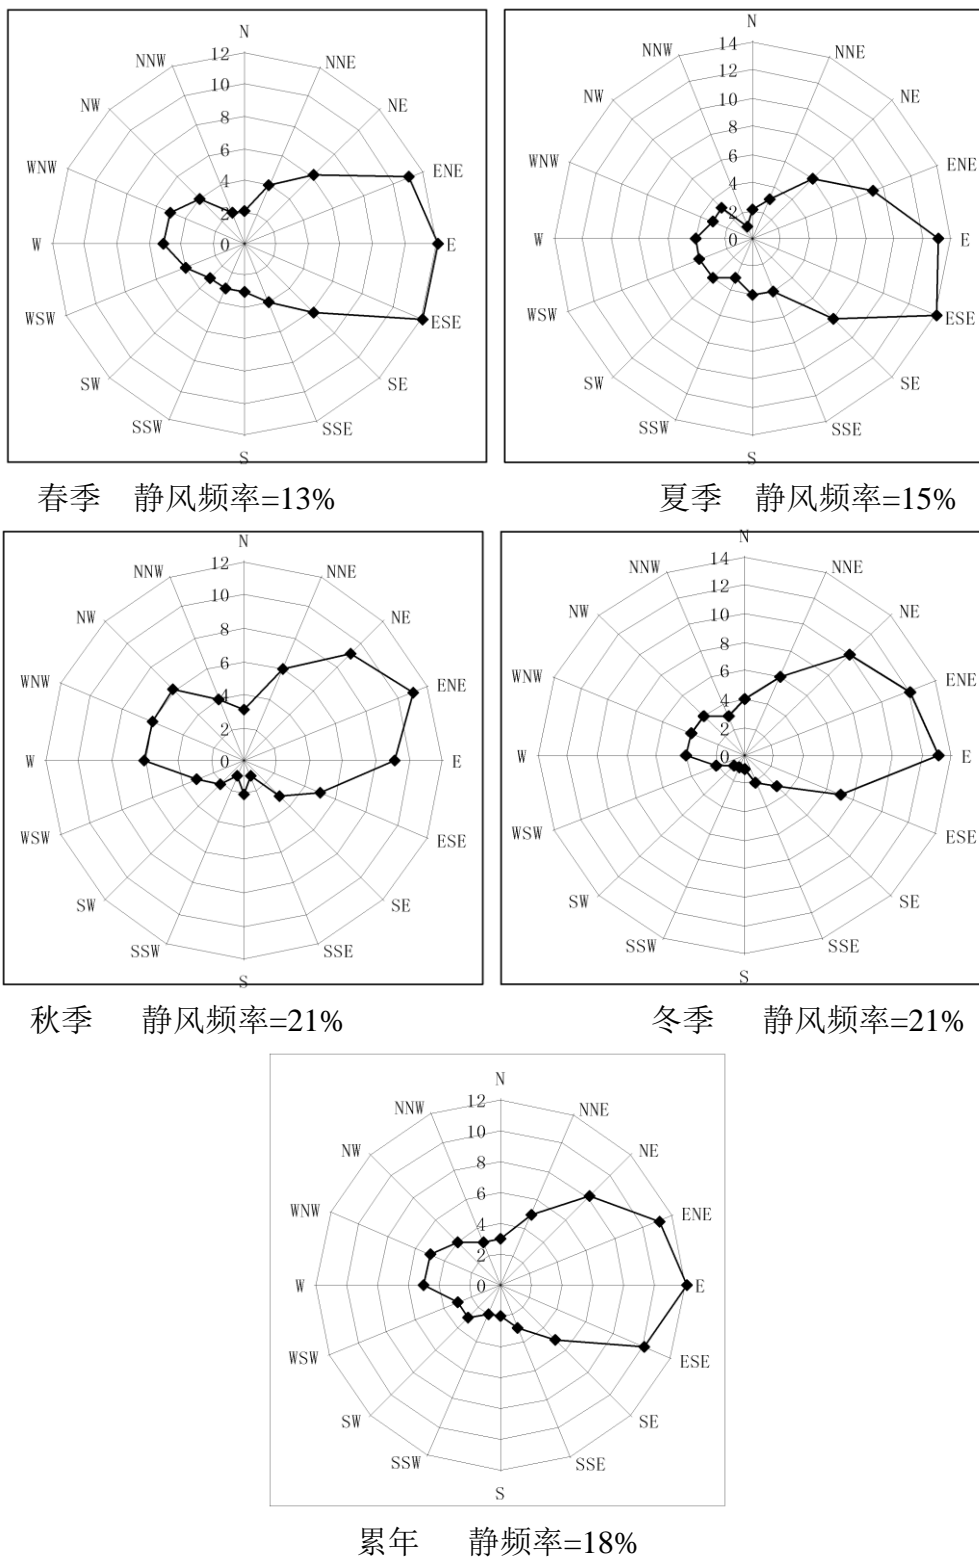 N
12
10
8
6
4
2
0
NNE
NE
ENE
E
ESE
SE
SSE
S
SSW
SW
WSW
W
WNW
NW
NNW
春季 静风频率=13%
N
14
12
10
8
6
4
2
0
NNE
NE
ENE
E
ESE
SE
SSE
S
SSW
SW
WSW
W
WNW
NW
NNW
夏季 静风频率=15%
N
12
10
8
6
4
2
0
NNE
NE
ENE
E
ESE
SE
SSE
S
SSW
SW
WSW
W
WNW
NW
NNW
秋季 静风频率=21%
N
14
12
10
8
6
4
2
0
NNE
NE
ENE
E
ESE
SE
SSE
S
SSW
SW
WSW
W
WNW
NW
NNW
冬季 静风频率=21%
N
12
10
8
6
4
2
0
NNE
NE
ENE
E
ESE
SE
SSE
S
SSW
SW
WSW
W
WNW
NW
NNW
累年 静频率=18%